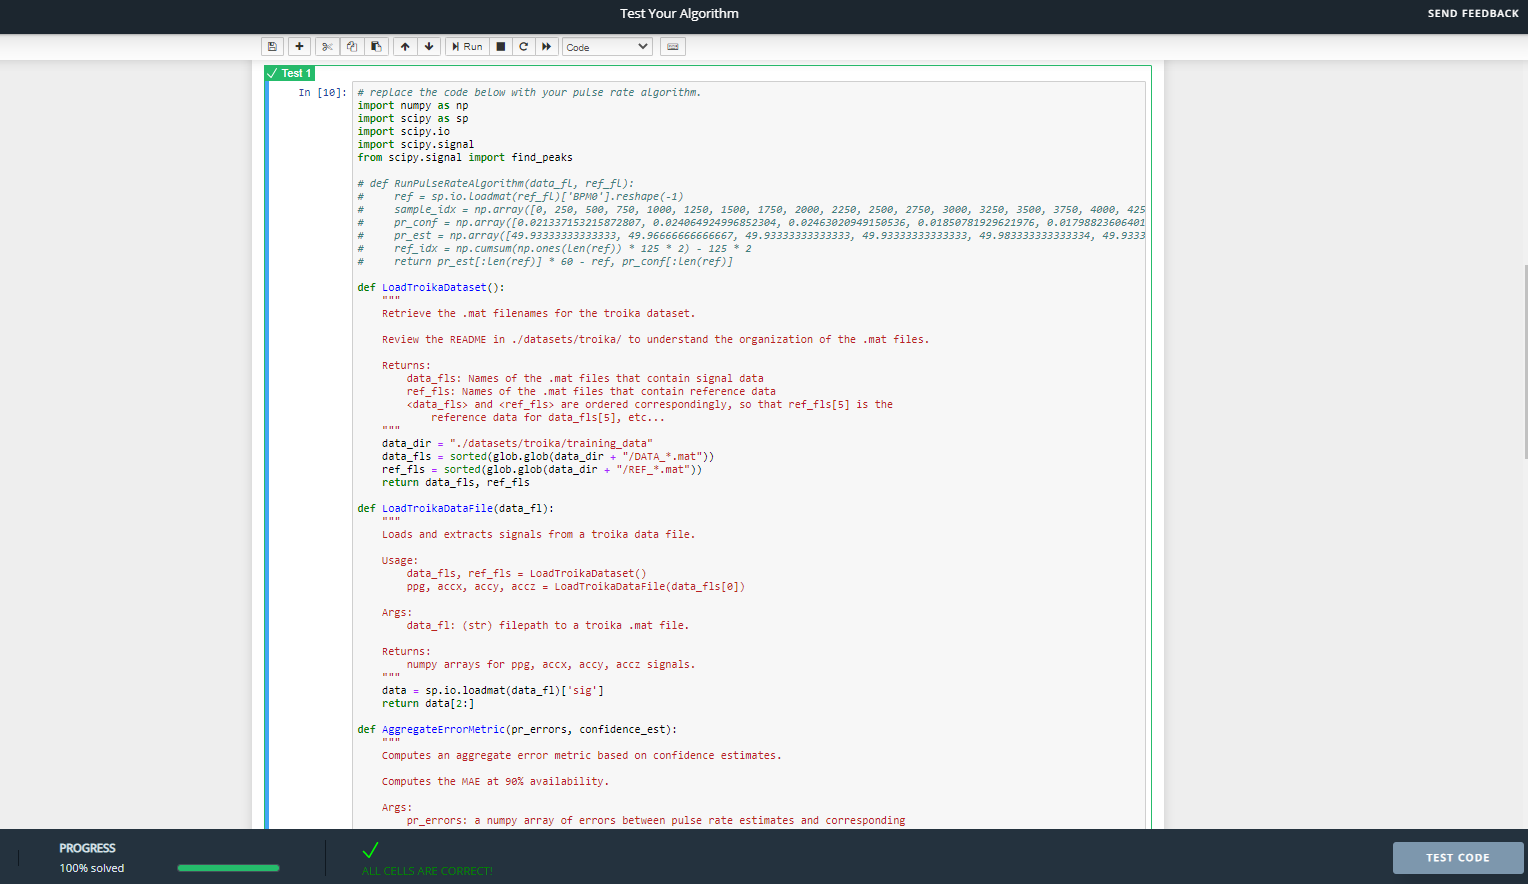 Test Your Algorithm
SEND FEEDBACK
Run
Code
Test 1
In [10]:
# replace the code below with your pulse rate algorithm.
import numpy as np
import scipy as sp
import scipy.io
import scipy.signal
from scipy.signal import find_peaks
# def RunPulseRateAlgorithm(data_fl, ref_fl):
#     ref = sp.io.loadmat(ref_fl)['BPM0'].reshape(-1)
#     sample_idx = np.array([0, 250, 500, 750, 1000, 1250, 1500, 1750, 2000, 2250, 2500, 2750, 3000, 3250, 3500, 3750, 4000, 425
#     pr_conf = np.array([0.021337153215872807, 0.024064924996852304, 0.02463020949150536, 0.01850781929621976, 0.01798823606401
#     pr_est = np.array([49.93333333333333, 49.96666666666667, 49.93333333333333, 49.93333333333333, 49.983333333333334, 49.9333
#     ref_idx = np.cumsum(np.ones(len(ref)) * 125 * 2) - 125 * 2
#     return pr_est[:len(ref)] * 60 - ref, pr_conf[:len(ref)]
def LoadTroikaDataset():
    """
    Retrieve the .mat filenames for the troika dataset.
    Review the README in ./datasets/troika/ to understand the organization of the .mat files.
    Returns:
        data_fls: Names of the .mat files that contain signal data
        ref_fls: Names of the .mat files that contain reference data
        <data_fls> and <ref_fls> are ordered correspondingly, so that ref_fls[5] is the
            reference data for data_fls[5], etc...
    """
    data_dir = "./datasets/troika/training_data"
    data_fls = sorted(glob.glob(data_dir + "/DATA_*.mat"))
    ref_fls = sorted(glob.glob(data_dir + "/REF_*.mat"))
    return data_fls, ref_fls
def LoadTroikaDataFile(data_fl):
    """
    Loads and extracts signals from a troika data file.
    Usage:
        data_fls, ref_fls = LoadTroikaDataset()
        ppg, accx, accy, accz = LoadTroikaDataFile(data_fls[0])
    Args:
        data_fl: (str) filepath to a troika .mat file.
    Returns:
        numpy arrays for ppg, accx, accy, accz signals.
    """
    data = sp.io.loadmat(data_fl)['sig']
    return data[2:]
def AggregateErrorMetric(pr_errors, confidence_est):
    """
    Computes an aggregate error metric based on confidence estimates.
    Computes the MAE at 90% availability.
    Args:
        pr_errors: a numpy array of errors between pulse rate estimates and corresponding
PROGRESS
100% solved
ALL CELLS ARE CORRECT!
TEST CODE